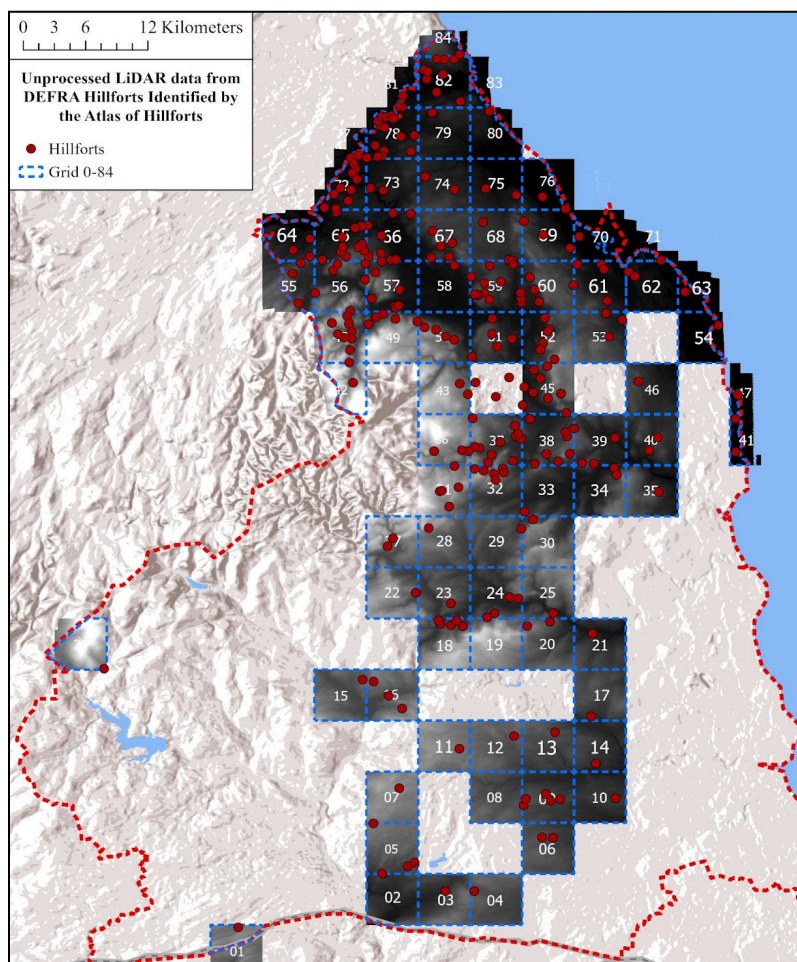 12 Kilometers
0 3 6
Unprocessed LiDAR data from
DEFRA Hillforts Identified by
the Atlas of Hillforts
Hillforts
Grid 0-84
84
82 83
78 79 80
73 74 75 76
64 65 67 68 70 71
55 56 57 58 59 60 61 62 63
49 52 53 54
43 45 46
37 38 39 40 41
32 33 34 35
28 29 30
22 23 24 25
18 19 20 21
15 17
11 12 13 14
07 08 10
05 06
02 03 04
01